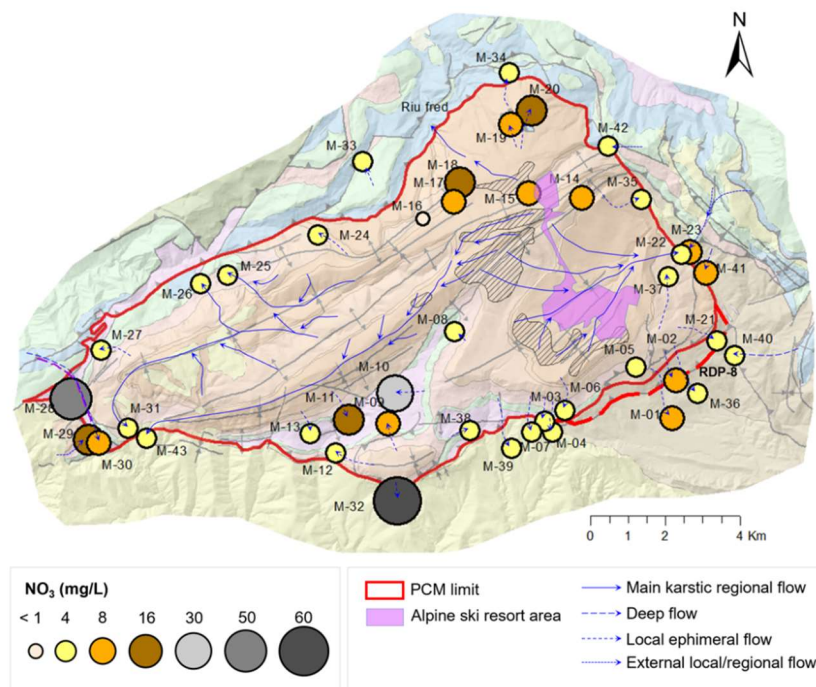 N
M-34
M-20
Riu fred
M-19
M-42
M-33
M-18
M-17
M-14
M-15
M-35
M-16
M-24
M-23
M-22
M-41
M-25
M-26
M-37
M-08
M-21
M-27
M-02
M-40
M-05
M-10
RDP-8
M-28
M-11
M-09
M-06
M-03
M-36
M-31
M-01
M-29
M-13
M-38
M-30
M-43
M-07
M-04
M-12
M-39
M-32
0 2 4 Km
NO3 (mg/L)
< 1 4 8 16 30 50 60
PCM limit
Alpine ski resort area
Main karstic regional flow
Deep flow
Local ephimeral flow
External local/regional flow